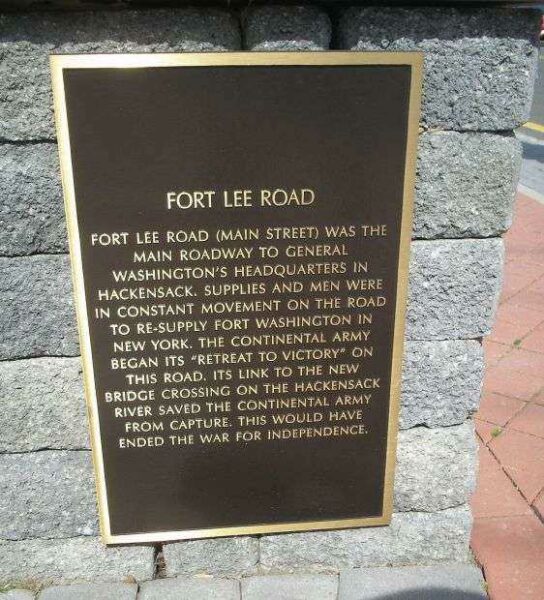 FORT LEE ROAD
FORT LEE ROAD (MAIN STREET) WAS THE
MAIN ROADWAY TO GENERAL
WASHINGTON'S HEADQUARTERS IN
HACKENSACK. SUPPLIES AND MEN WERE
IN CONSTANT MOVEMENT ON THE ROAD
TO RE-SUPPLY FORT WASHINGTON IN
NEW YORK. THE CONTINENTAL ARMY
BEGAN ITS "RETREAT TO VICTORY" ON
THIS ROAD. ITS LINK TO THE NEW
BRIDGE CROSSING ON THE HACKENSACK
RIVER SAVED THE CONTINENTAL ARMY
FROM CAPTURE. THIS WOULD HAVE
ENDED THE WAR FOR INDEPENDENCE.